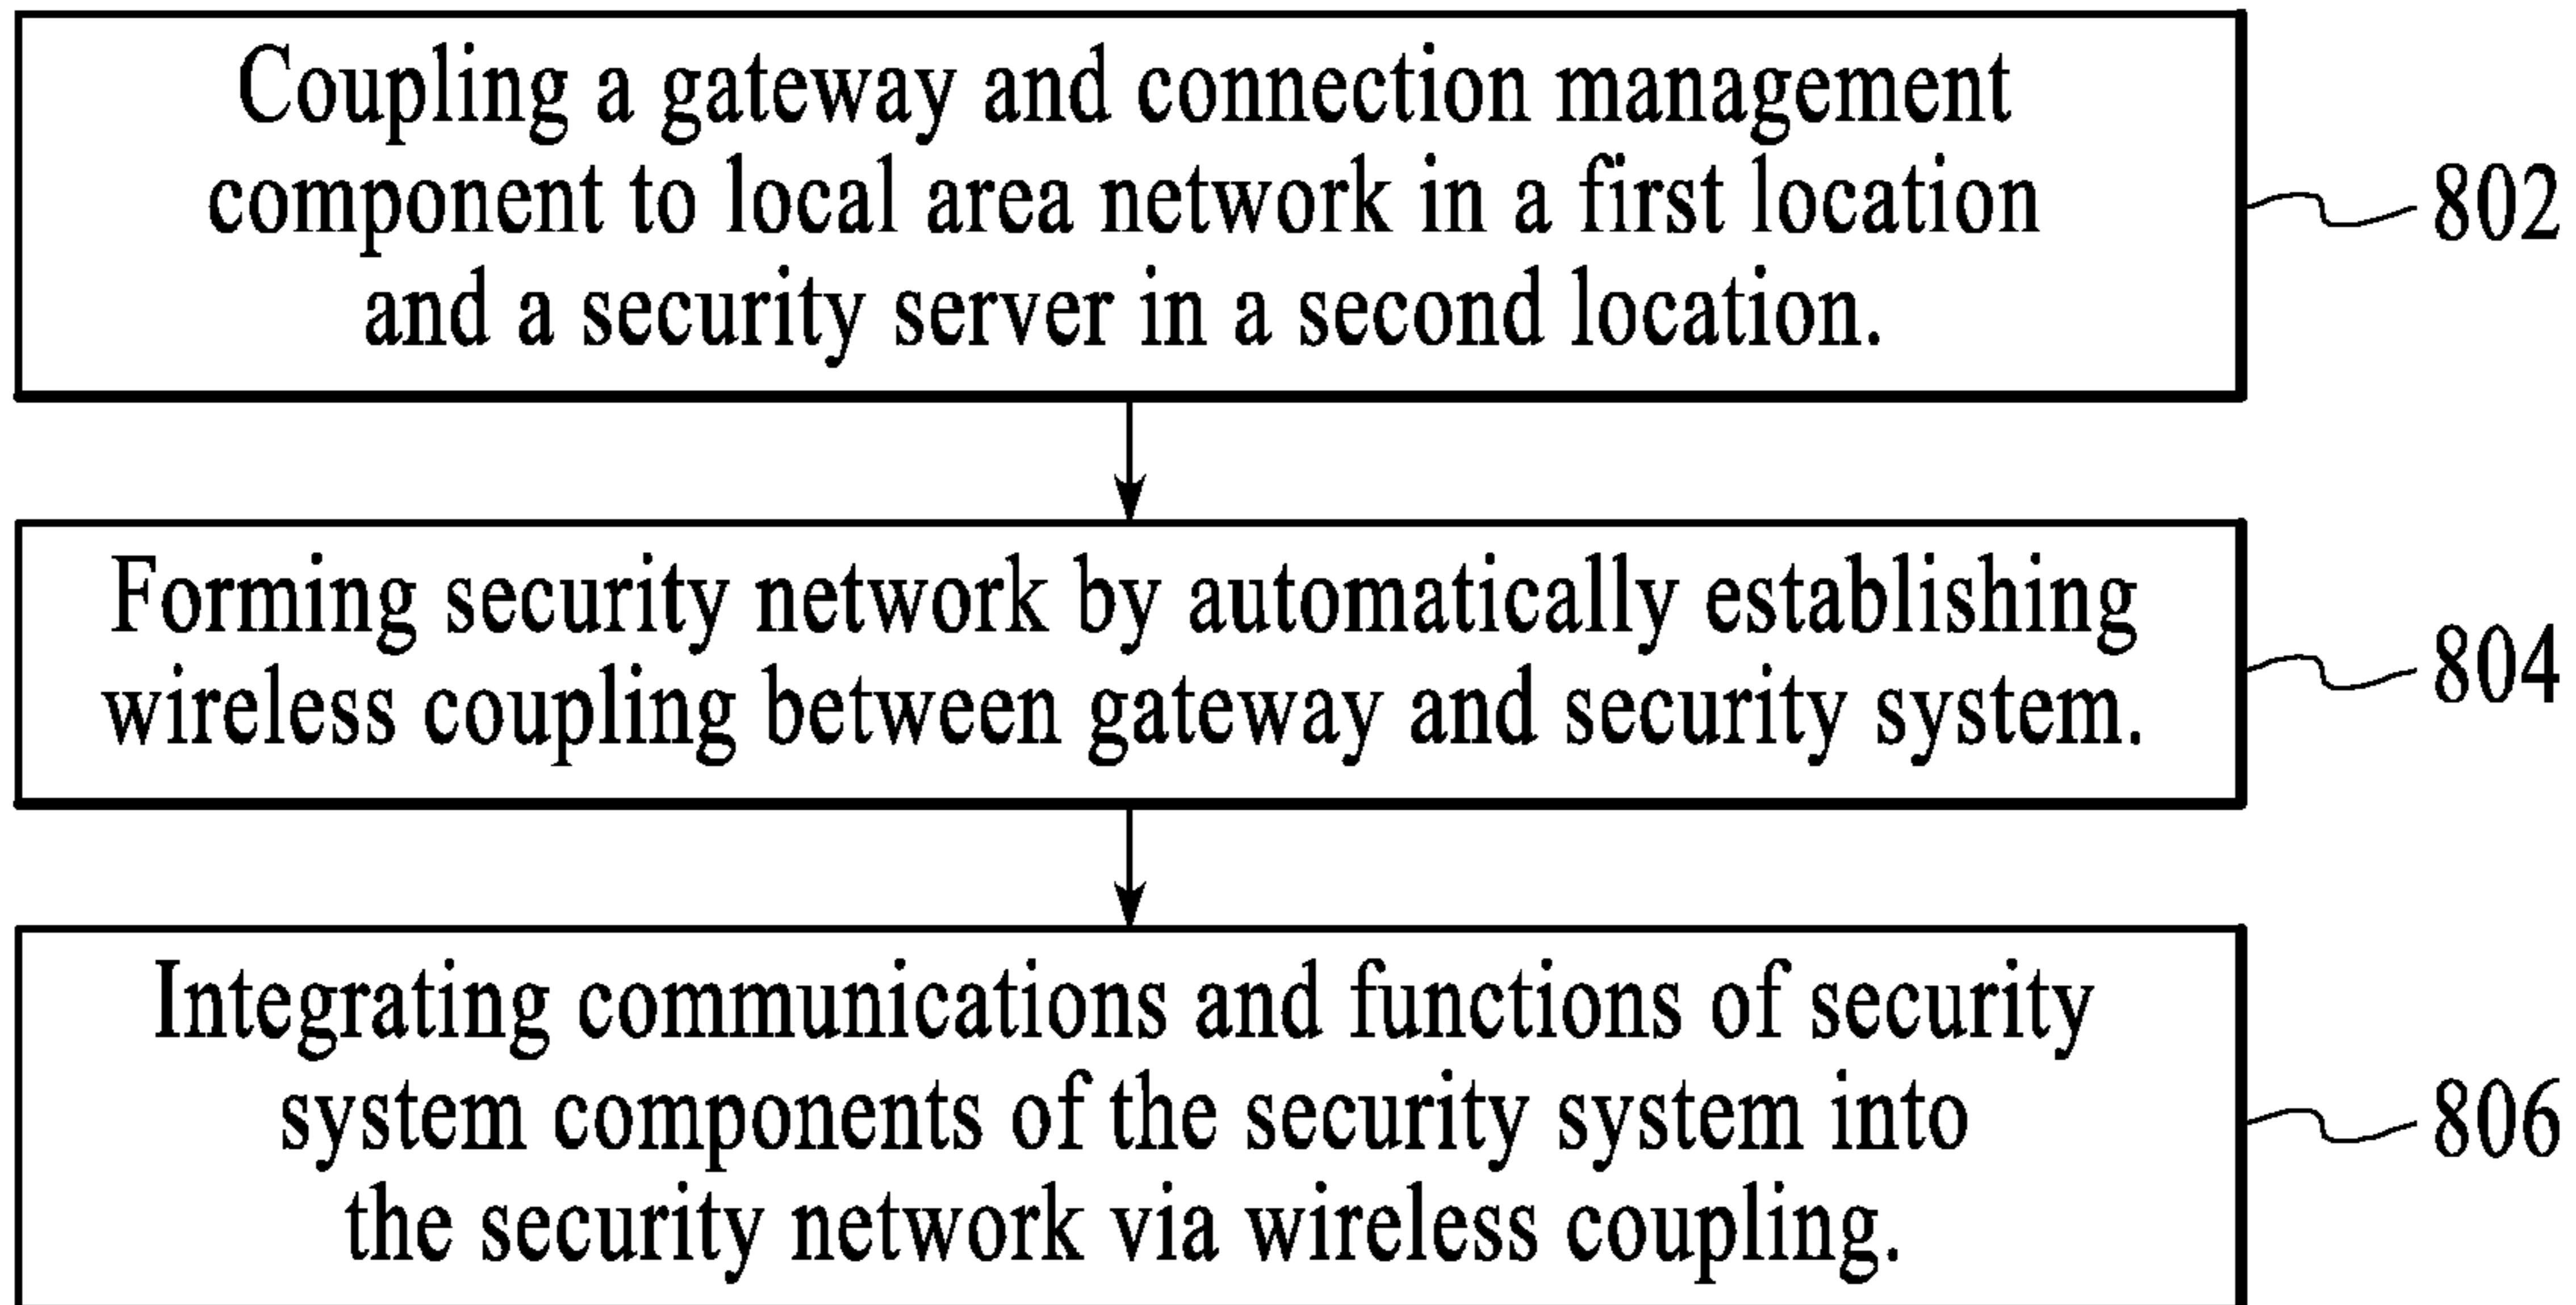 Coupling a gateway and connection management
component to local area network in a first location
and a security server in a second location.
802
Forming security network by automatically establishing
wireless coupling between gateway and security system.
804
Integrating communications and functions of security
system components of the security system into
the security network via wireless coupling.
806